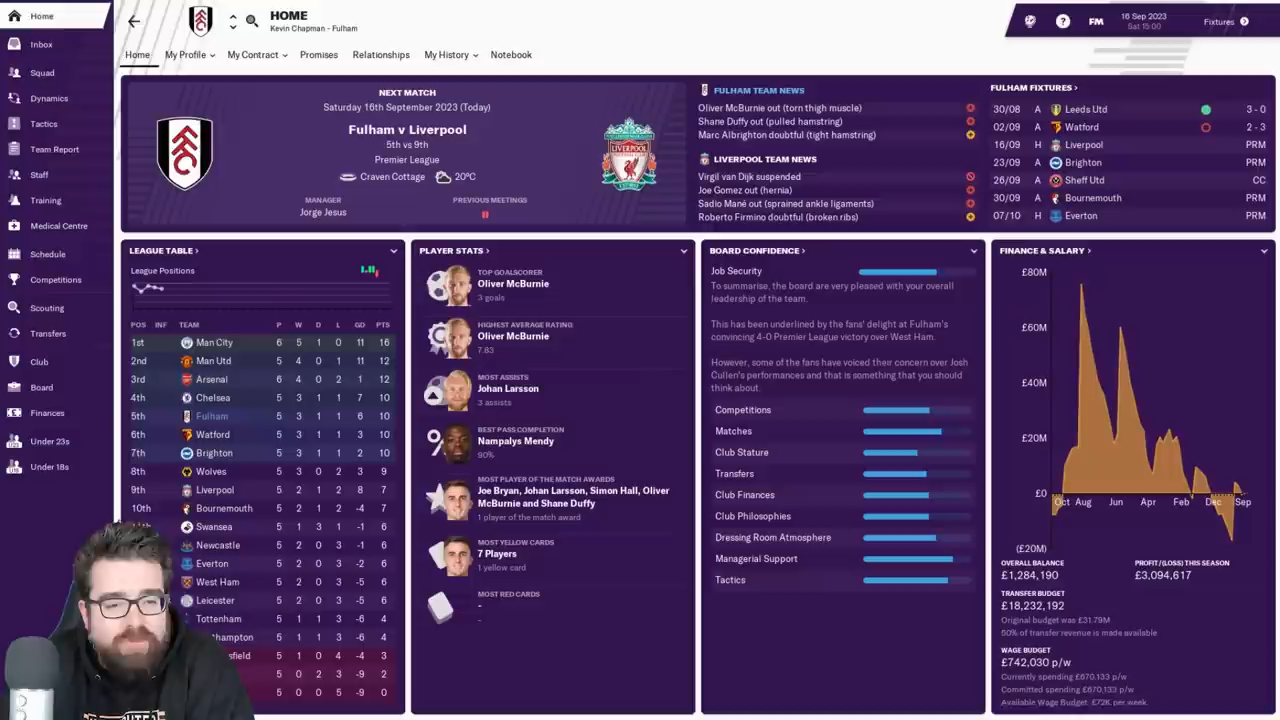 Home
Inbox
Squad
Dynamics
Tactics
Team Report
Staff
Training
Medical Centre
Schedule
Competitions
Scouting
Transfers
Club
Board
Finances
Under 23s
Under 18s
HOME
Kevin Chapman - Fulham
?
FM
16 Sep 2023
Sat 15:00
Fixtures
Home
My Profile
My Contract
Promises
Relationships
My History
Notebook
NEXT MATCH
Saturday 16th September 2023 (Today)
Fulham v Liverpool
5th vs 9th
Premier League
Craven Cottage 20°C
MANAGER
Jorge Jesus
PREVIOUS MEETINGS
FULHAM TEAM NEWS
Oliver McBurnie out (torn thigh muscle)
Shane Duffy out (pulled hamstring)
Marc Albrighton doubtful (tight hamstring)
LIVERPOOL TEAM NEWS
Virgil van Dijk suspended
Joe Gomez out (hernia)
Sadio Mané out (sprained ankle ligaments)
Roberto Firmino doubtful (broken ribs)
FULHAM FIXTURES >
30/08 A Leeds Utd 3 - 0
02/09 A Watford 2 - 3
16/09 H Liverpool PRM
23/09 A Brighton PRM
26/09 A Sheff Utd CC
30/09 A Bournemouth PRM
07/10 H Everton PRM
LEAGUE TABLE >
League Positions
POS INF TEAM P W D L GD PTS
1st Man City 6 5 1 0 11 16
2nd Man Utd 5 4 0 1 11 12
3rd Arsenal 6 4 0 2 1 12
4th Chelsea 5 3 1 1 7 10
5th Fulham 5 3 1 1 6 10
6th Watford 5 3 1 1 3 10
7th Brighton 5 3 1 1 2 10
8th Wolves 5 3 0 2 3 9
9th Liverpool 5 2 1 2 8 7
10th Bournemouth 5 2 1 2 -4 7
Swansea 5 1 3 1 -1 6
Newcastle 5 2 0 3 -1 6
Everton 5 2 0 3 -2 6
West Ham 5 2 0 3 -5 6
Leicester 5 2 0 3 -5 6
Tottenham 5 1 1 3 -6 4
hampton 5 1 1 3 -6 4
sfield 5 1 0 4 -4 3
5 0 2 3 -9 2
5 0 0 5 -9 0
PLAYER STATS >
TOP GOALSCORER
Oliver McBurnie
3 goals
HIGHEST AVERAGE RATING
Oliver McBurnie
7.83
MOST ASSISTS
Johan Larsson
3 assists
BEST PASS COMPLETION
Nampalys Mendy
90%
MOST PLAYER OF THE MATCH AWARDS
Joe Bryan, Johan Larsson, Simon Hall, Oliver
McBurnie and Shane Duffy
1 player of the match award
MOST YELLOW CARDS
7 Players
1 yellow card
MOST RED CARDS
-
-
BOARD CONFIDENCE >
Job Security
To summarise, the board are very pleased with your overall
leadership of the team.
This has been underlined by the fans' delight at Fulham's
convincing 4-0 Premier League victory over West Ham.
However, some of the fans have voiced their concern over Josh
Cullen's performances and that is something that you should
think about.
Competitions
Matches
Club Stature
Transfers
Club Finances
Club Philosophies
Dressing Room Atmosphere
Managerial Support
Tactics
FINANCE & SALARY >
£80M
£60M
£40M
£20M
£0
(£20M)
Oct Aug Jun Apr Feb Dec Sep
OVERALL BALANCE
£1,284,190
PROFIT/(LOSS) THIS SEASON
£3,094,617
TRANSFER BUDGET
£18,232,192
Original budget was £31.79M
50% of transfer revenue is made available
WAGE BUDGET
£742,030 p/w
Currently spending £670,133 p/w
Committed spending £670,133 p/w
Available Wage Budget: £72K per week